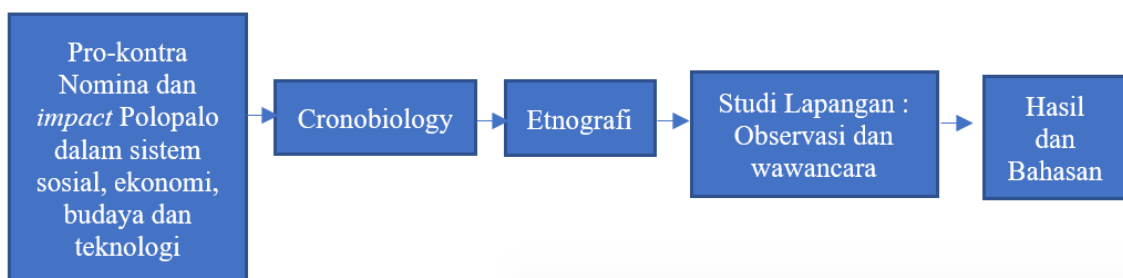 Pro-kontra
Nomina dan
impact Polopalo
dalam sistem
sosial, ekonomi,
budaya dan
teknologi
Cronobiology
Etnografi
Studi Lapangan :
Observasi dan
wawancara
Hasil
dan
Bahasan